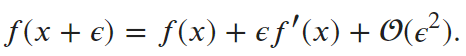 f(x + ϵ) = f(x) + ϵf′(x) + 𝒪(ϵ²).